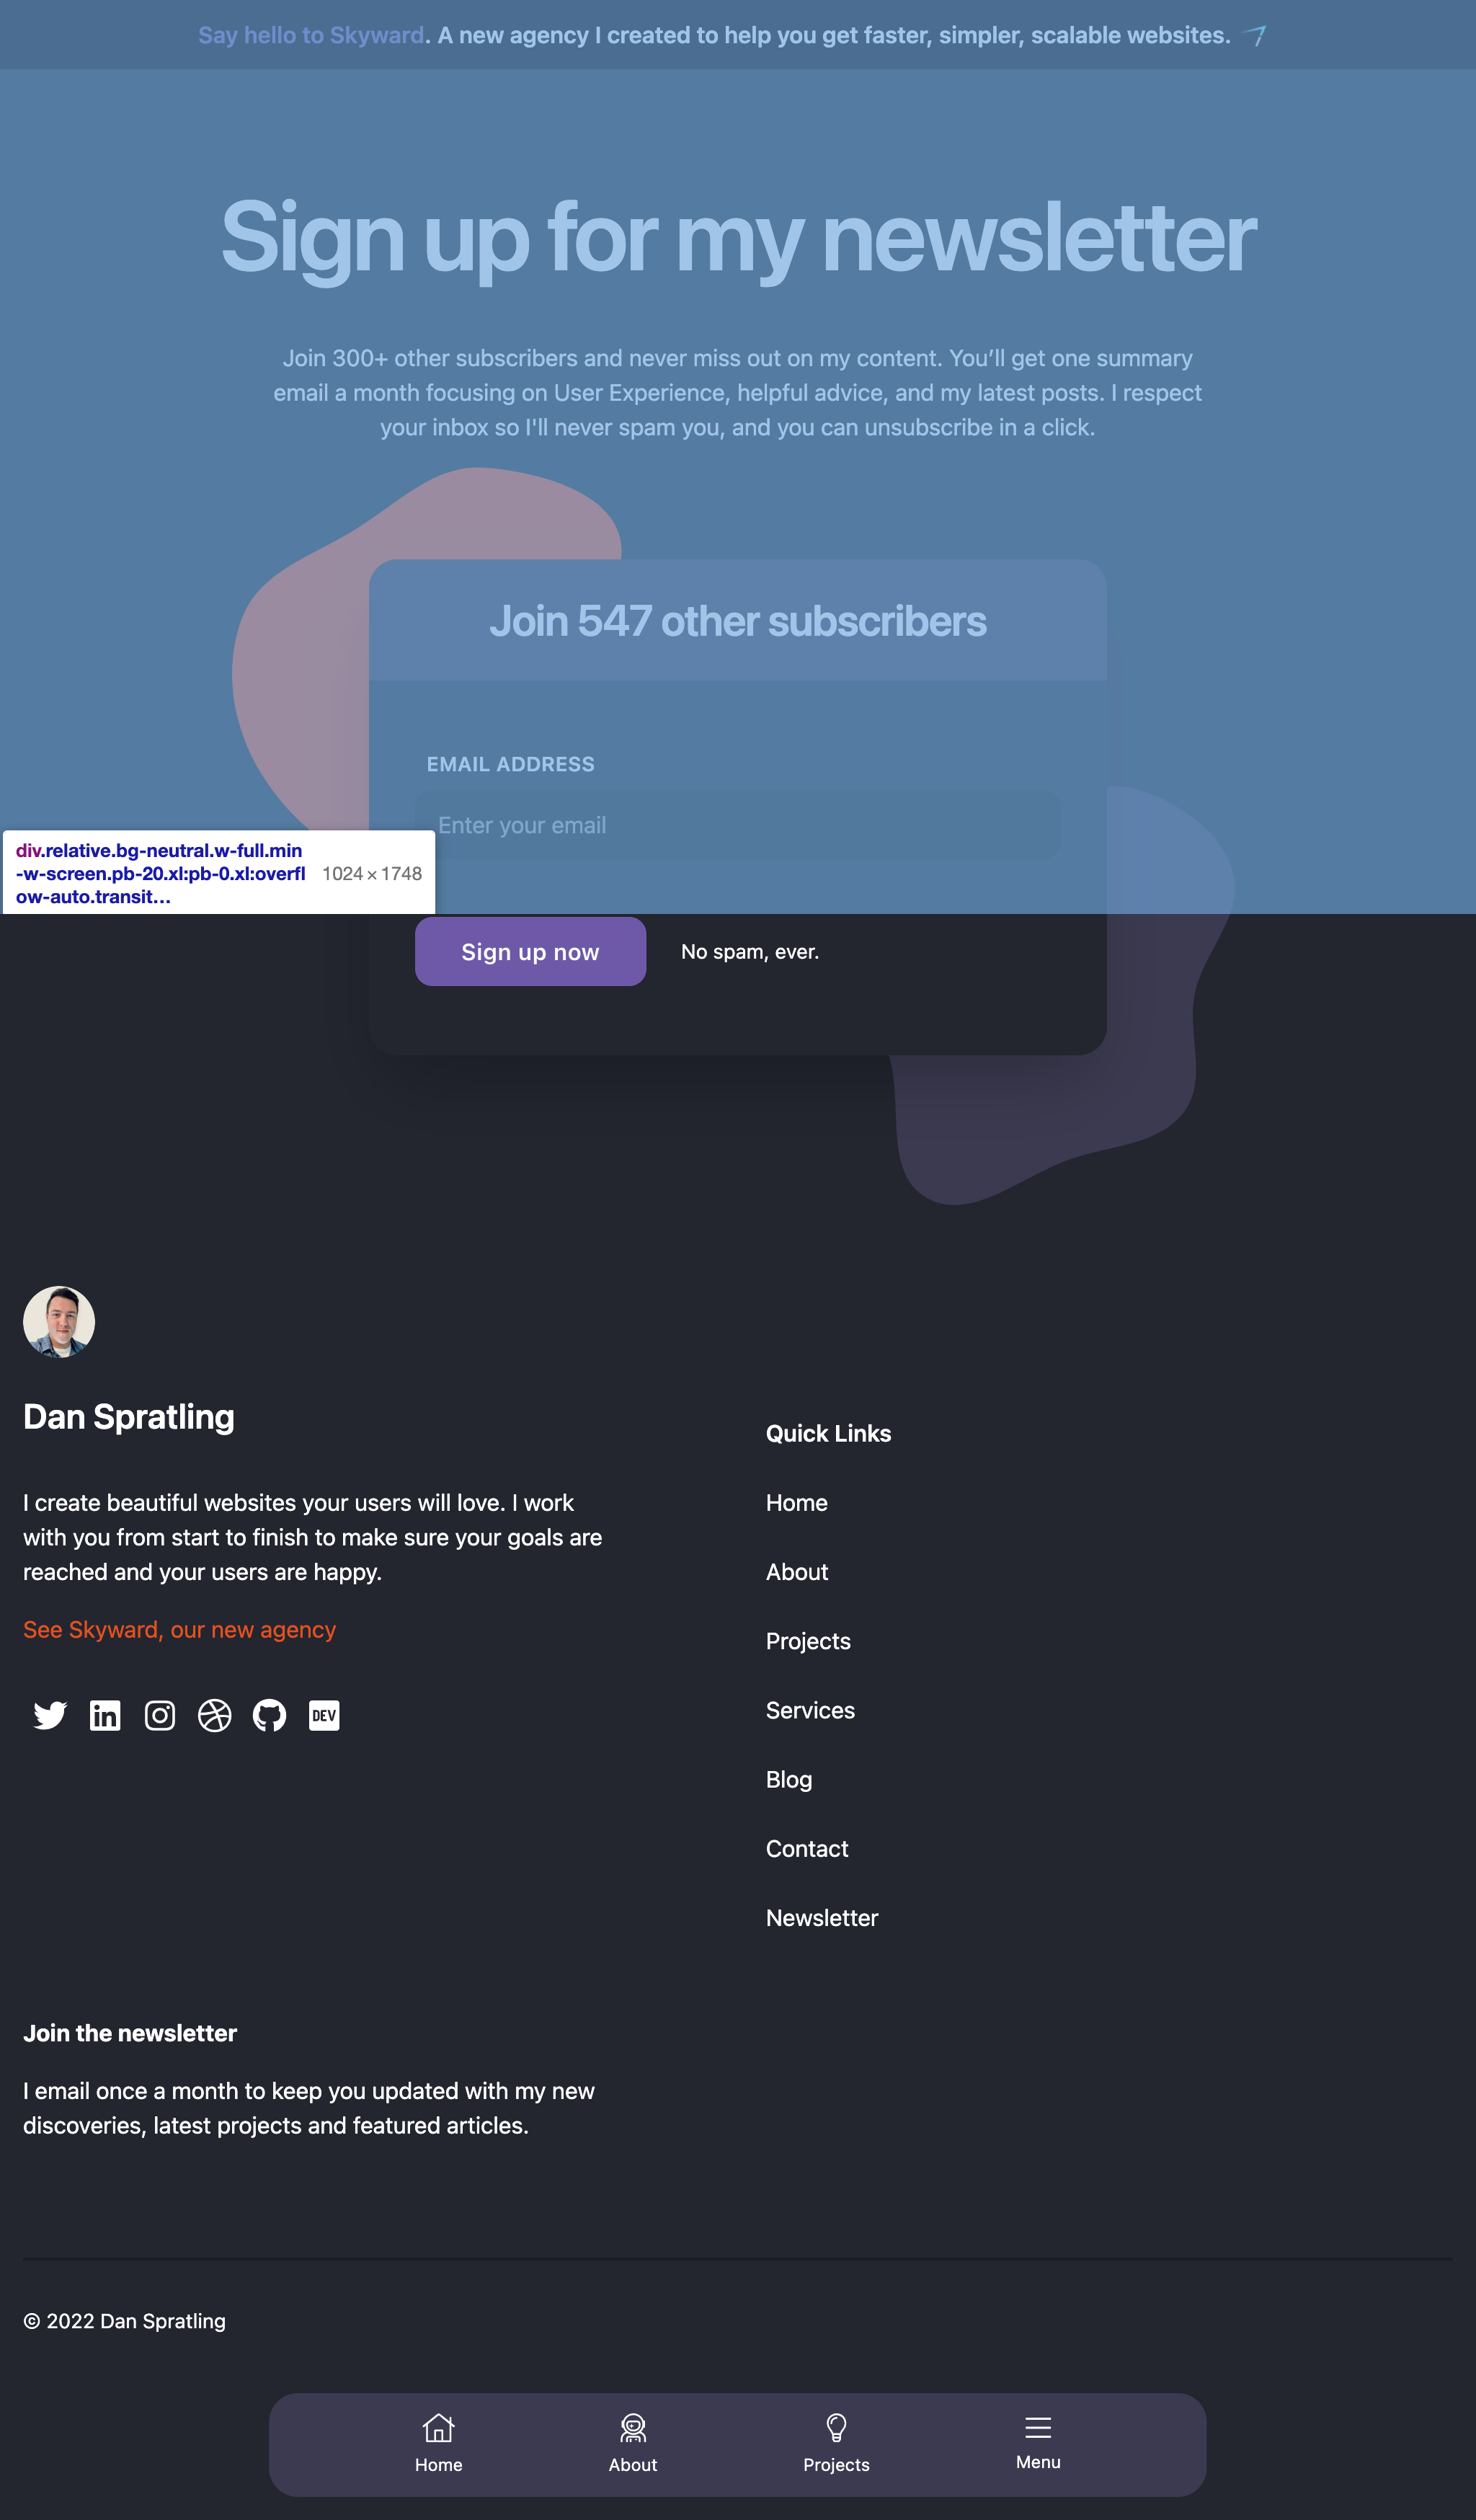 Say hello to Skyward. A new agency I created to help you get faster, simpler, scalable websites.
Sign up for my newsletter
Join 300+ other subscribers and never miss out on my content. You’ll get one summary
email a month focusing on User Experience, helpful advice, and my latest posts. I respect
your inbox so I'll never spam you, and you can unsubscribe in a click.
Join 547 other subscribers
EMAIL ADDRESS
Enter your email
div.relative.bg-neutral.w-full.min
-w-screen.pb-20.xl:pb-0.xl:overfl
ow-auto.transit…
1024 × 1748
Sign up now
No spam, ever.
Dan Spratling
I create beautiful websites your users will love. I work
with you from start to finish to make sure your goals are
reached and your users are happy.
See Skyward, our new agency
DEV
Quick Links
Home
About
Projects
Services
Blog
Contact
Newsletter
Join the newsletter
I email once a month to keep you updated with my new
discoveries, latest projects and featured articles.
© 2022 Dan Spratling
Home
About
Projects
Menu